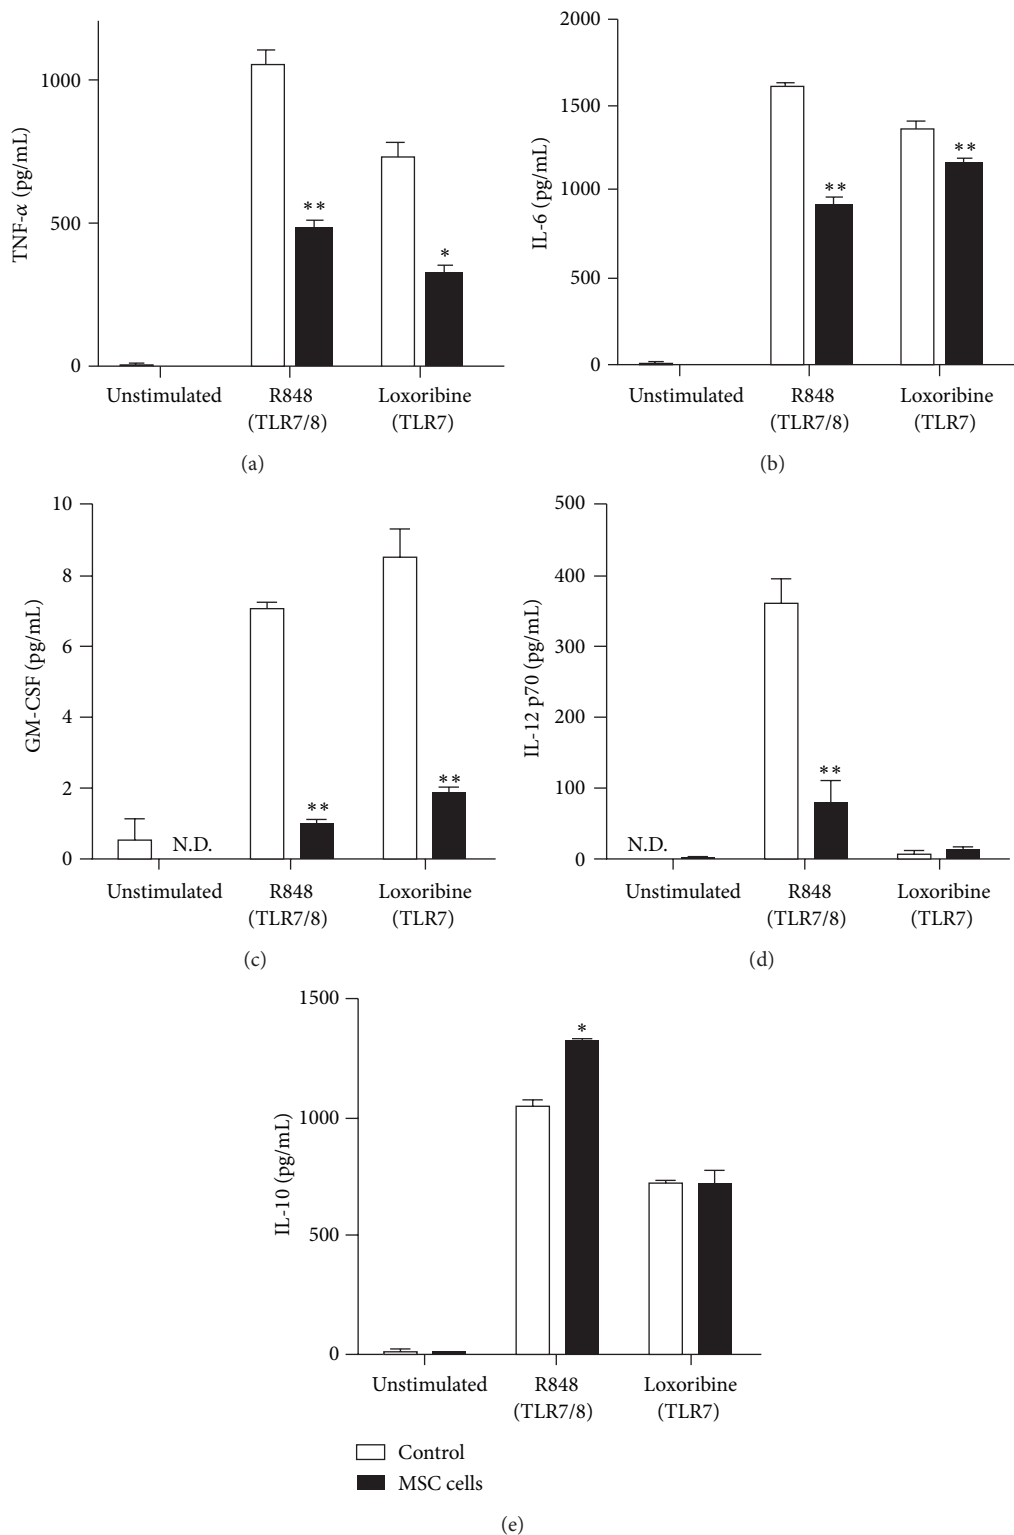 TNF-α (pg/mL)
1000
500
0
**
*
Unstimulated
R848
(TLR7/8)
Loxoribine
(TLR7)
(a)
IL-6 (pg/mL)
2000
1500
1000
500
0
**
**
Unstimulated
R848
(TLR7/8)
Loxoribine
(TLR7)
(b)
GM-CSF (pg/mL)
10
8
6
4
2
0
N.D.
**
**
Unstimulated
R848
(TLR7/8)
Loxoribine
(TLR7)
(c)
IL-12 p70 (pg/mL)
500
400
300
200
100
0
N.D.
**
Unstimulated
R848
(TLR7/8)
Loxoribine
(TLR7)
(d)
IL-10 (pg/mL)
1500
1000
500
0
*
Unstimulated
R848
(TLR7/8)
Loxoribine
(TLR7)
Control
MSC cells
(e)